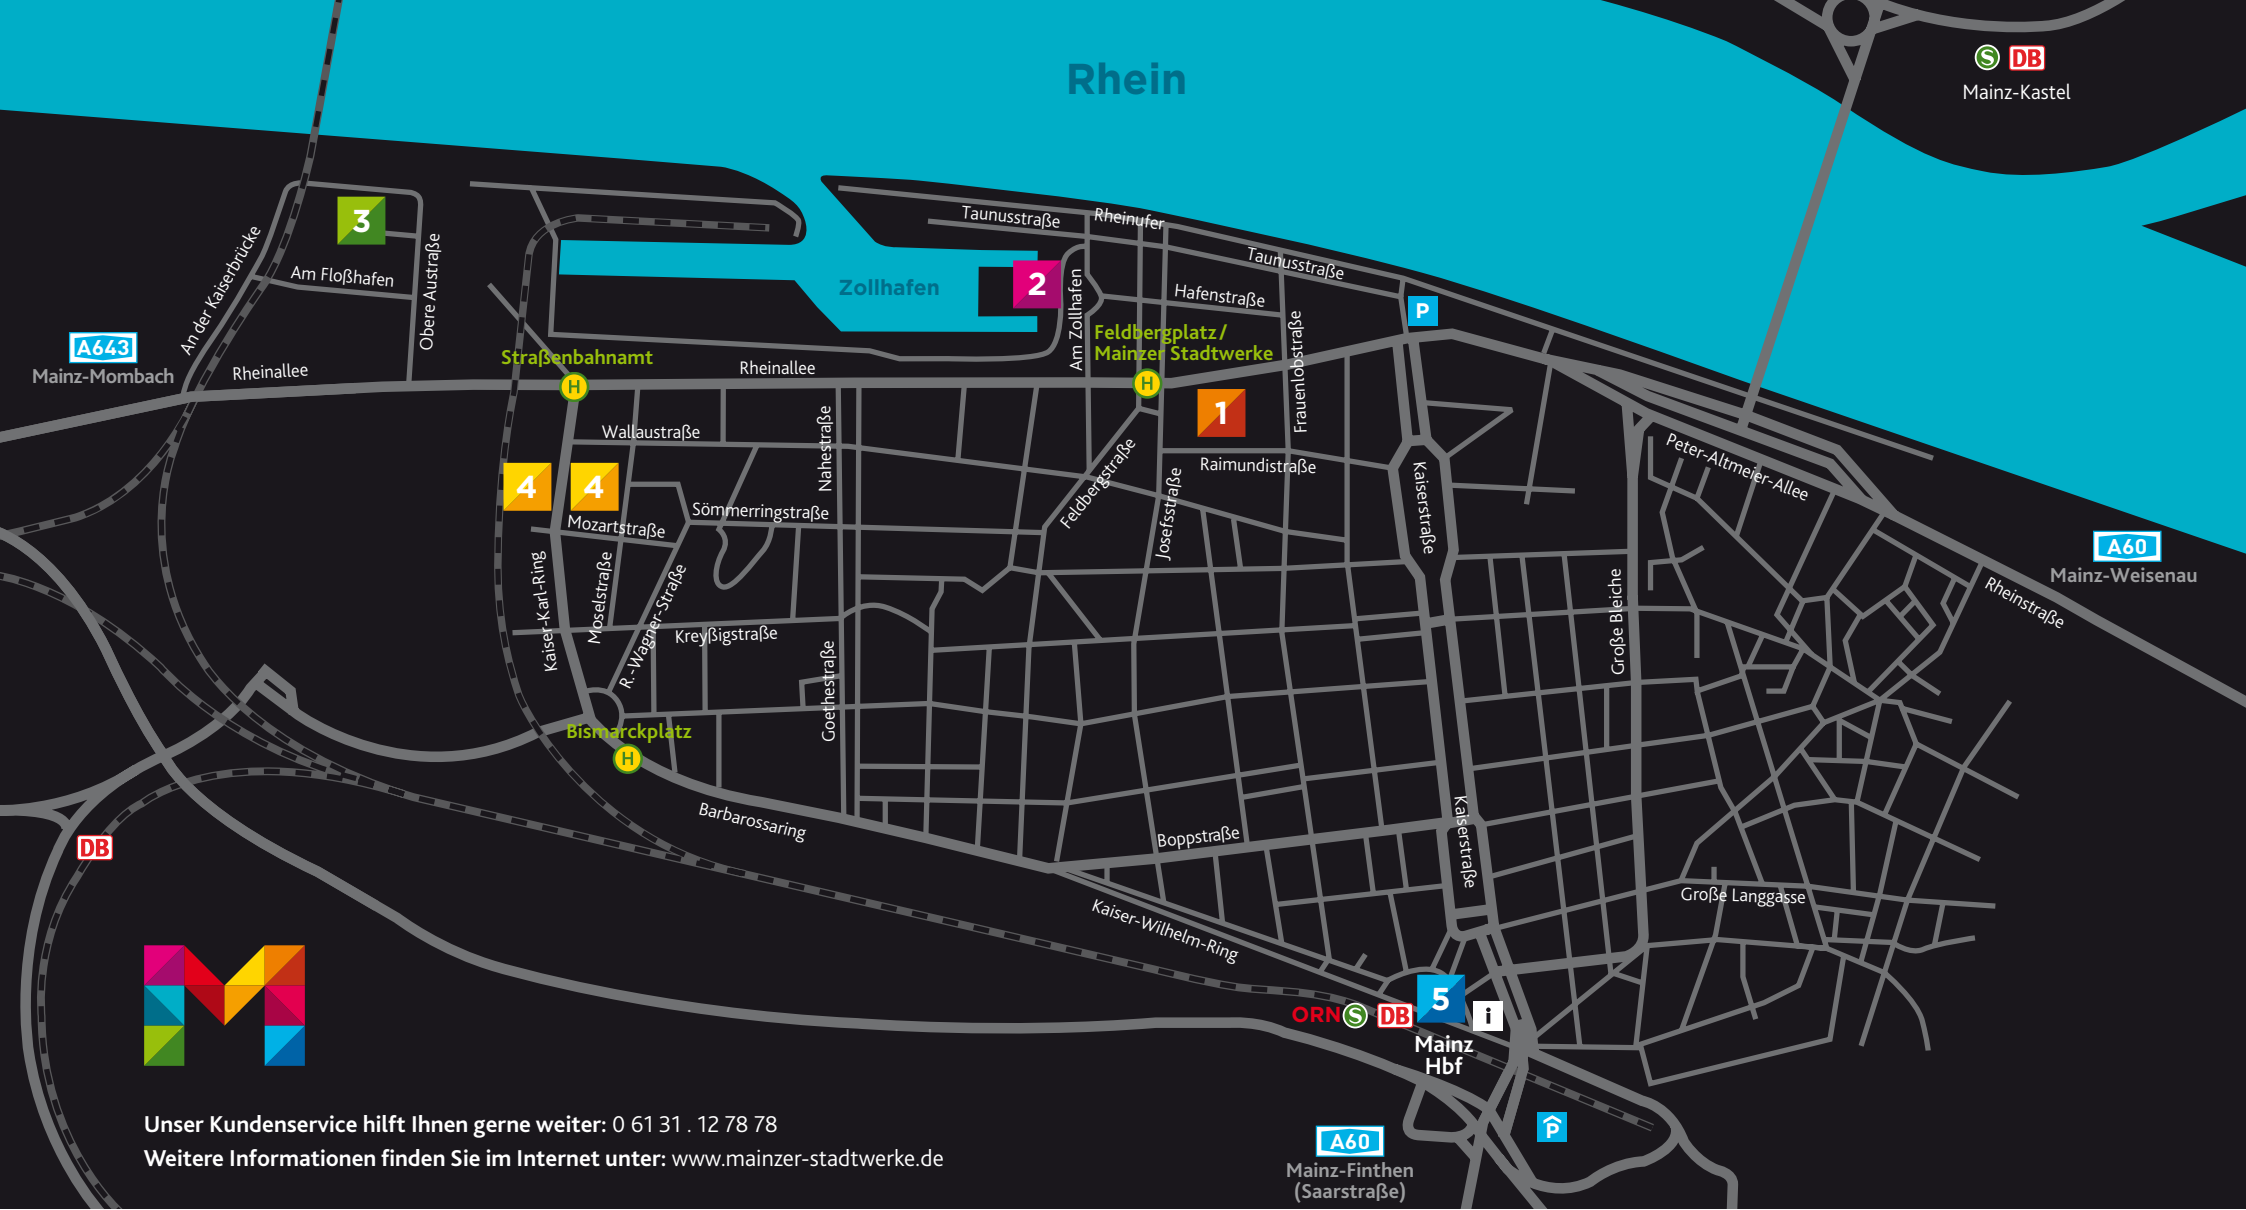 Rhein
S DB
Mainz-Kastel
Taunusstraße
Rheinufer
Taunusstraße
3
An der Kaiserbrücke
Am Floßhafen
Obere Austraße
Zollhafen
2
Am Zollhafen
Hafenstraße
P
Frauenlobstraße
Feldbergplatz/
Mainzer Stadtwerke
A643
Mainz-Mombach
Straßenbahnamt
Rheinallee
Rheinallee
H
H
1
Wallaustraße
Nahestraße
Feldbergstraße
Raimundistraße
Josefsstraße
Kaiserstraße
Peter-Altmeier-Allee
4
4
Sömmerringstraße
Mozartstraße
A60
Mainz-Weisenau
Rheinstraße
Kaiser-Karl-Ring
Moselstraße
R.-Wagner-Straße
Kreyßigstraße
Goethestraße
Große Bleiche
Bismarckplatz
H
Barbarossaring
Boppstraße
Kaiserstraße
DB
Große Langgasse
Kaiser-Wilhelm-Ring
ORN S DB 5 i
Mainz
Hbf
P
A60
Mainz-Finthen
(Saarstraße)
Unser Kundenservice hilft Ihnen gerne weiter: 0 61 31 . 12 78 78
Weitere Informationen finden Sie im Internet unter: www.mainzer-stadtwerke.de